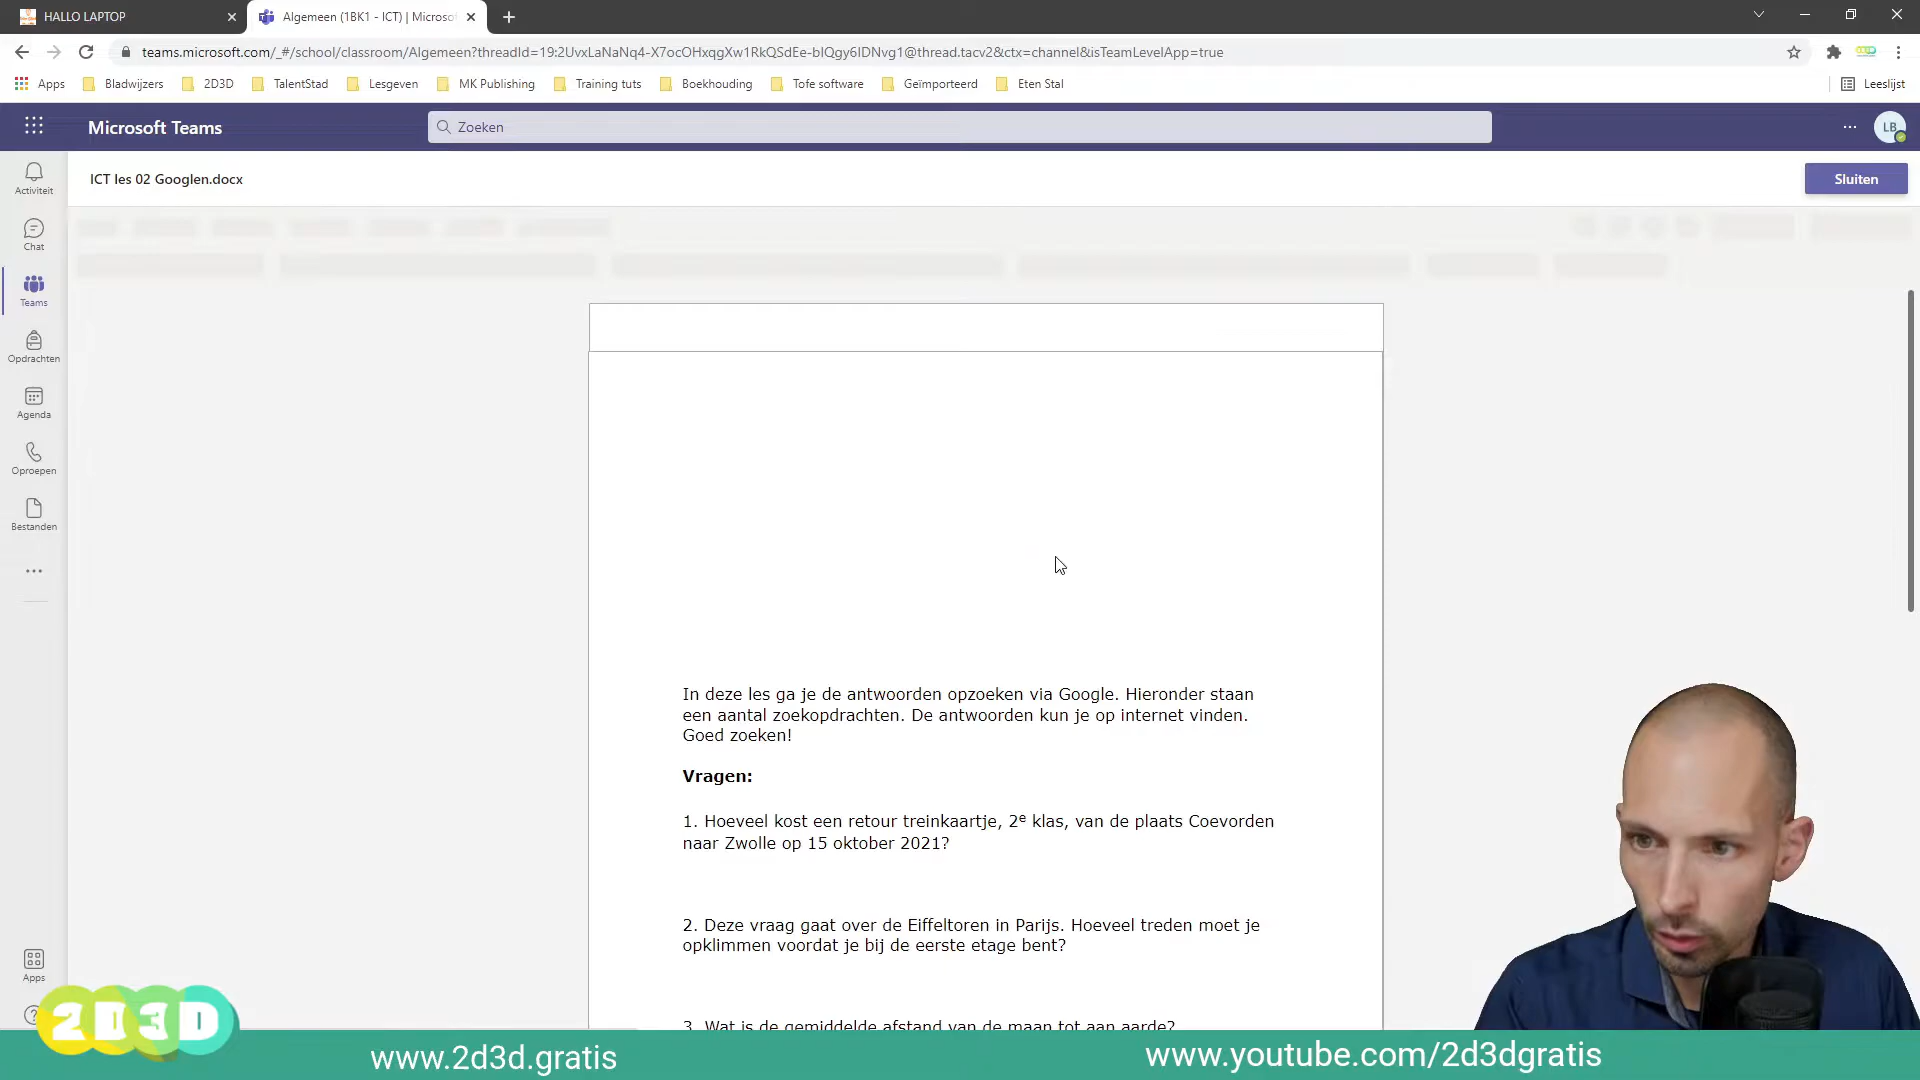 HALLO LAPTOP
Algemeen (1BK1 - ICT) | Microso
teams.microsoft.com/_#/school/classroom/Algemeen?threadId=19:2UvxLaNaNq4-X7ocOHxqgXw1RkQSdEe-bIQgy6IDNvg1@thread.tacv2&ctx=channel&isTeamLevelApp=true
Apps Bladwijzers 2D3D TalentStad Lesgeven MK Publishing Training tuts Boekhouding Tofe software Geïmporteerd Eten Stal Leeslijst
Microsoft Teams Zoeken LB
ICT les 02 Googlen.docx Sluiten
Activiteit
Chat
Teams
Opdrachten
Agenda
Oproepen
Bestanden
Apps
In deze les ga je de antwoorden opzoeken via Google. Hieronder staan
een aantal zoekopdrachten. De antwoorden kun je op internet vinden.
Goed zoeken!
Vragen:
1. Hoeveel kost een retour treinkaartje, 2e klas, van de plaats Coevorden
naar Zwolle op 15 oktober 2021?
2. Deze vraag gaat over de Eiffeltoren in Parijs. Hoeveel treden moet je
opklimmen voordat je bij de eerste etage bent?
3. Wat is de gemiddelde afstand van de maan tot aan aarde?
2D3D
www.2d3d.gratis
www.youtube.com/2d3dgratis